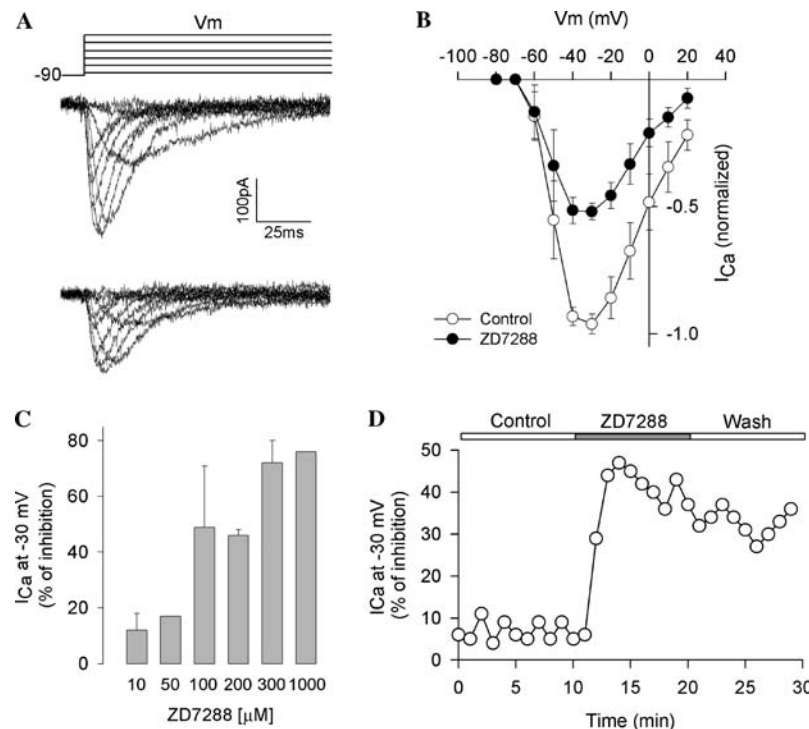 A
Vm
-90
100pA
25ms
B
Vm (mV)
-100 -80 -60 -40 -20 0 20 40
-0.5
-1.0
ICa (normalized)
Control
ZD7288
C
ICa at -30 mV
(% of inhibition)
80
60
40
20
0
10 50 100 200 300 1000
ZD7288 [µM]
D
Control ZD7288 Wash
ICa at -30 mV
(% of inhibition)
50
40
30
20
10
0
0 5 10 15 20 25 30
Time (min)